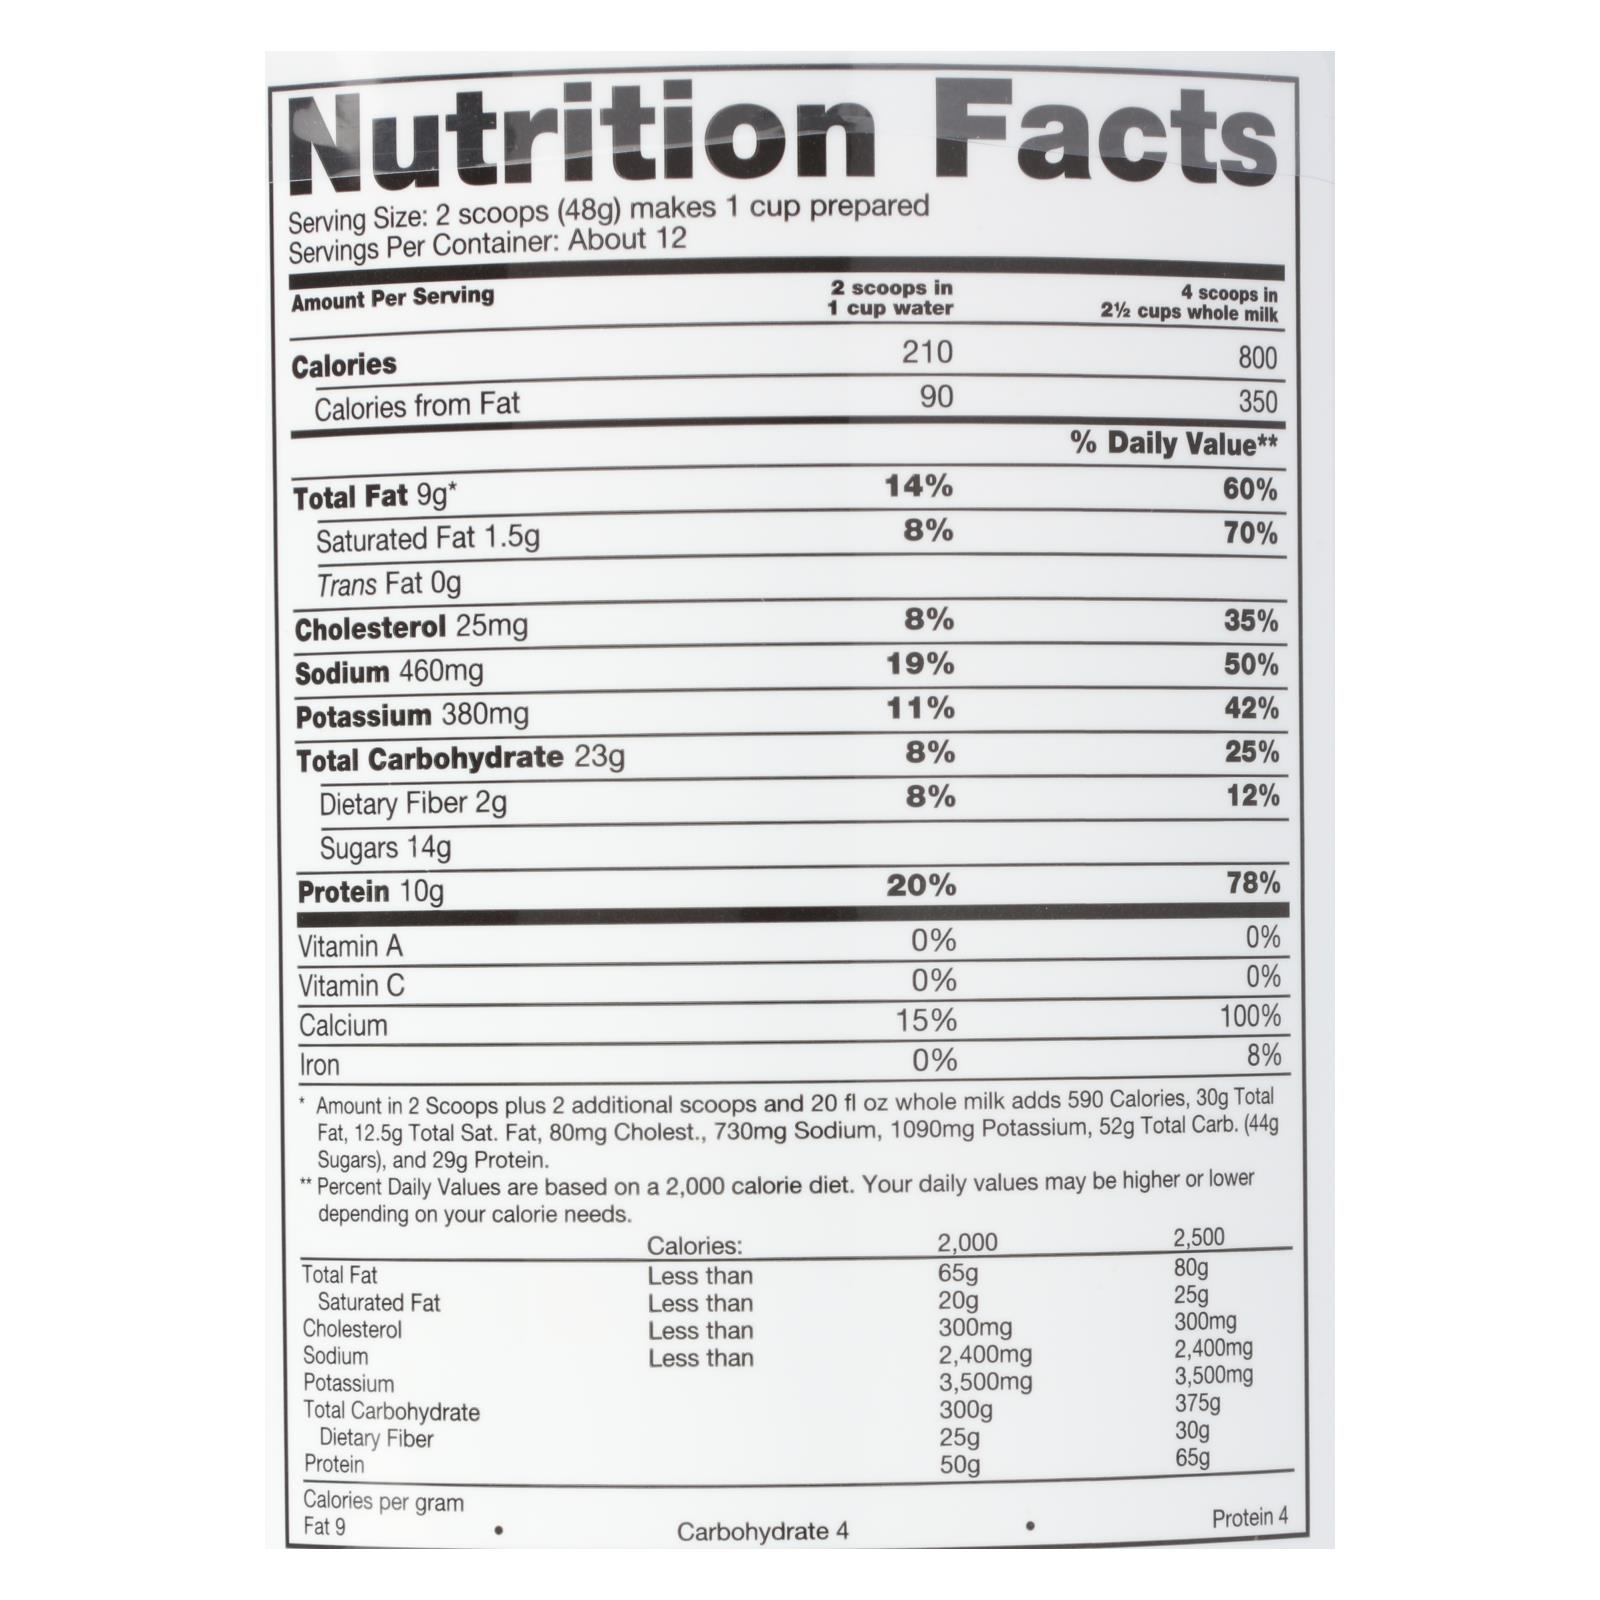 Nutrition Facts
Serving Size: 2 scoops (48g) makes 1 cup prepared
Servings Per Container: About 12
Amount Per Serving 2 scoops in 1 cup water 4 scoops in 2½ cups whole milk
Calories 210 800
Calories from Fat 90 350
% Daily Value**
Total Fat 9g* 14% 60%
Saturated Fat 1.5g 8% 70%
Trans Fat 0g
Cholesterol 25mg 8% 35%
Sodium 460mg 19% 50%
Potassium 380mg 11% 42%
Total Carbohydrate 23g 8% 25%
Dietary Fiber 2g 8% 12%
Sugars 14g
Protein 10g 20% 78%
Vitamin A 0% 0%
Vitamin C 0% 0%
Calcium 15% 100%
Iron 0% 8%
* Amount in 2 Scoops plus 2 additional scoops and 20 fl oz whole milk adds 590 Calories, 30g Total
Fat, 12.5g Total Sat. Fat, 80mg Cholest., 730mg Sodium, 1090mg Potassium, 52g Total Carb. (44g
Sugars), and 29g Protein.
** Percent Daily Values are based on a 2,000 calorie diet. Your daily values may be higher or lower
depending on your calorie needs.
Calories: 2,000 2,500
Total Fat Less than 65g 80g
Saturated Fat Less than 20g 25g
Cholesterol Less than 300mg 300mg
Sodium Less than 2,400mg 2,400mg
Potassium 3,500mg 3,500mg
Total Carbohydrate 300g 375g
Dietary Fiber 25g 30g
Protein 50g 65g
Calories per gram
Fat 9 • Carbohydrate 4 • Protein 4